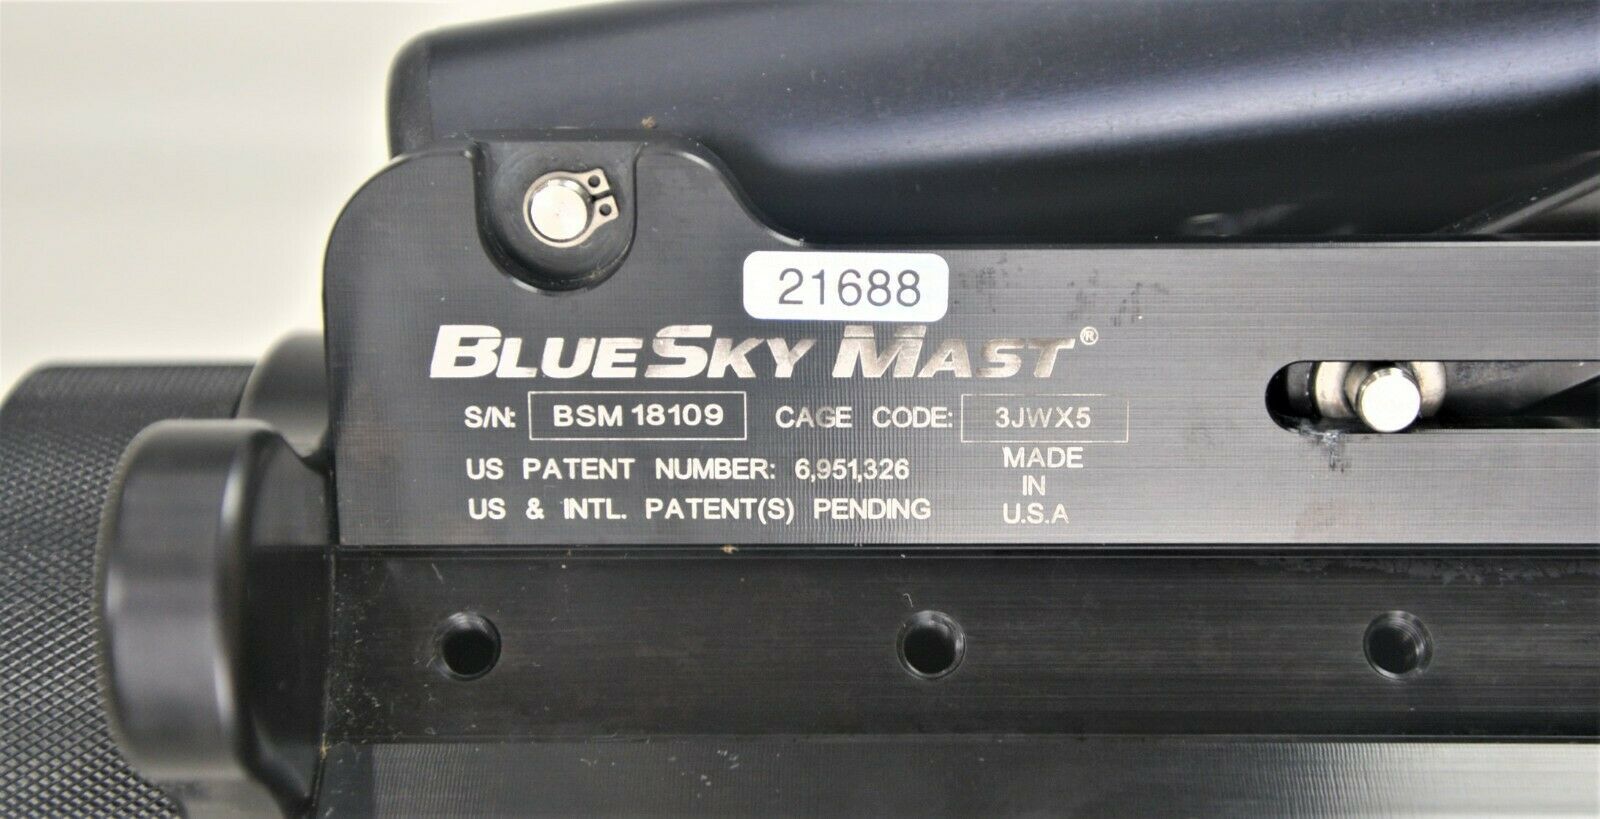 21688
BLUESKY MAST®
S/N: BSM 18109 CAGE CODE: 3JWX5
US PATENT NUMBER: 6,951,326
US & INTL. PATENT(S) PENDING
MADE
IN
U.S.A